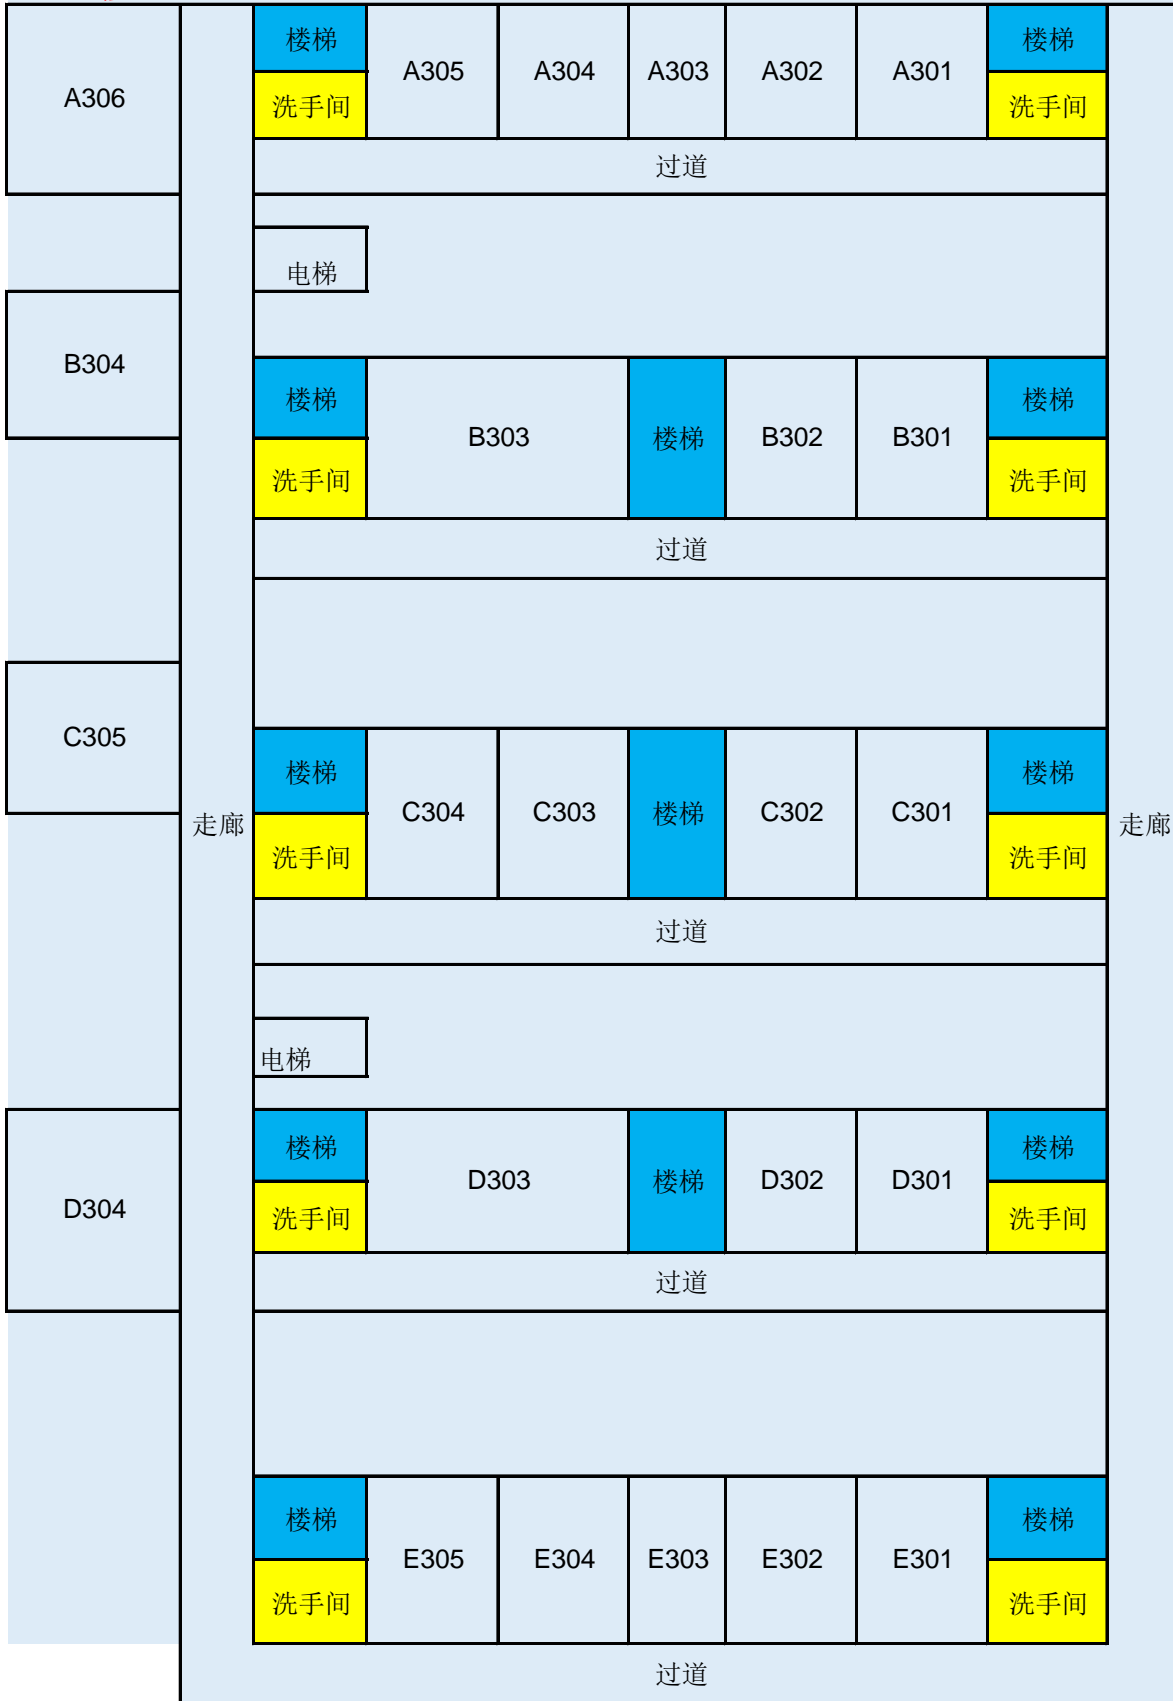 楼梯 A305 A304 A303 A302 A301 楼梯
A306
洗手间 洗手间
过道
电梯
B304
楼梯 B303 楼梯 B302 B301 楼梯
洗手间 洗手间
过道
C305
楼梯 C304 C303 楼梯 C302 C301 楼梯
走廊 走廊
洗手间 洗手间
过道
电梯
楼梯 D303 楼梯 D302 D301 楼梯
D304
洗手间 洗手间
过道
楼梯 E305 E304 E303 E302 E301 楼梯
洗手间 洗手间
过道